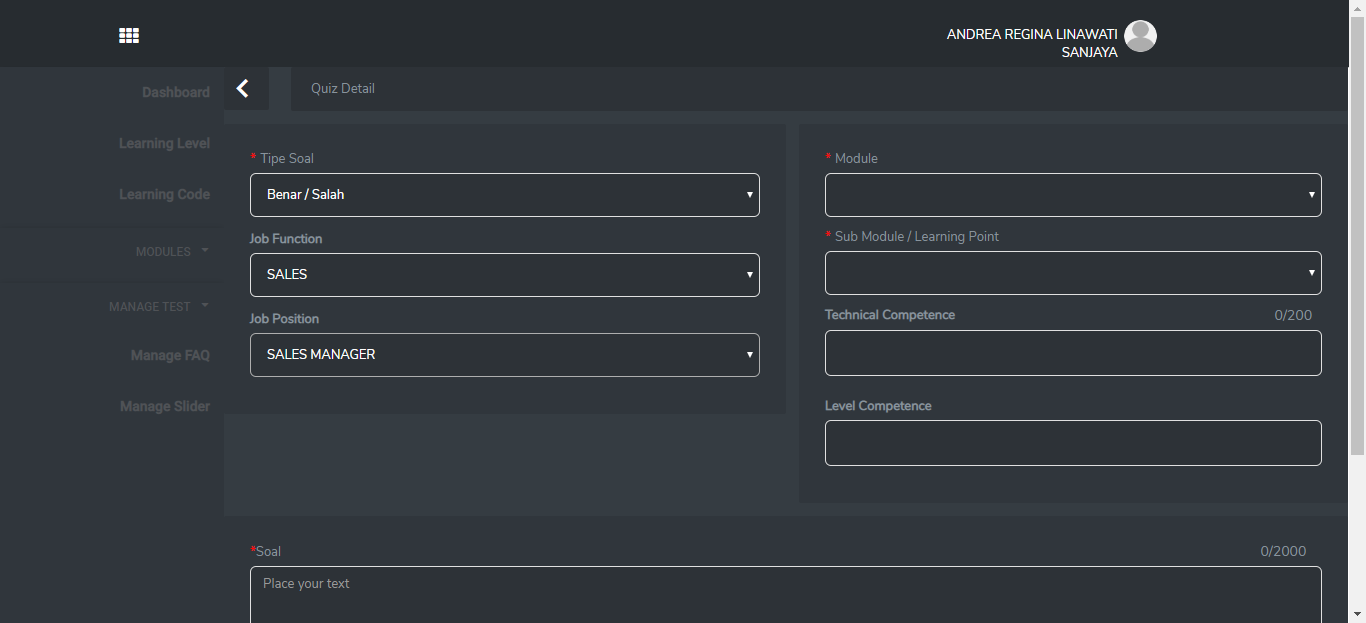 ANDREA REGINA LINAWATI
SANJAYA
Dashboard
Learning Level
Learning Code
MODULES
MANAGE TEST
Manage FAQ
Manage Slider
Quiz Detail
* Tipe Soal
Benar / Salah
Job Function
SALES
Job Position
SALES MANAGER
* Module
* Sub Module / Learning Point
Technical Competence 0/200
Level Competence
*Soal 0/2000
Place your text